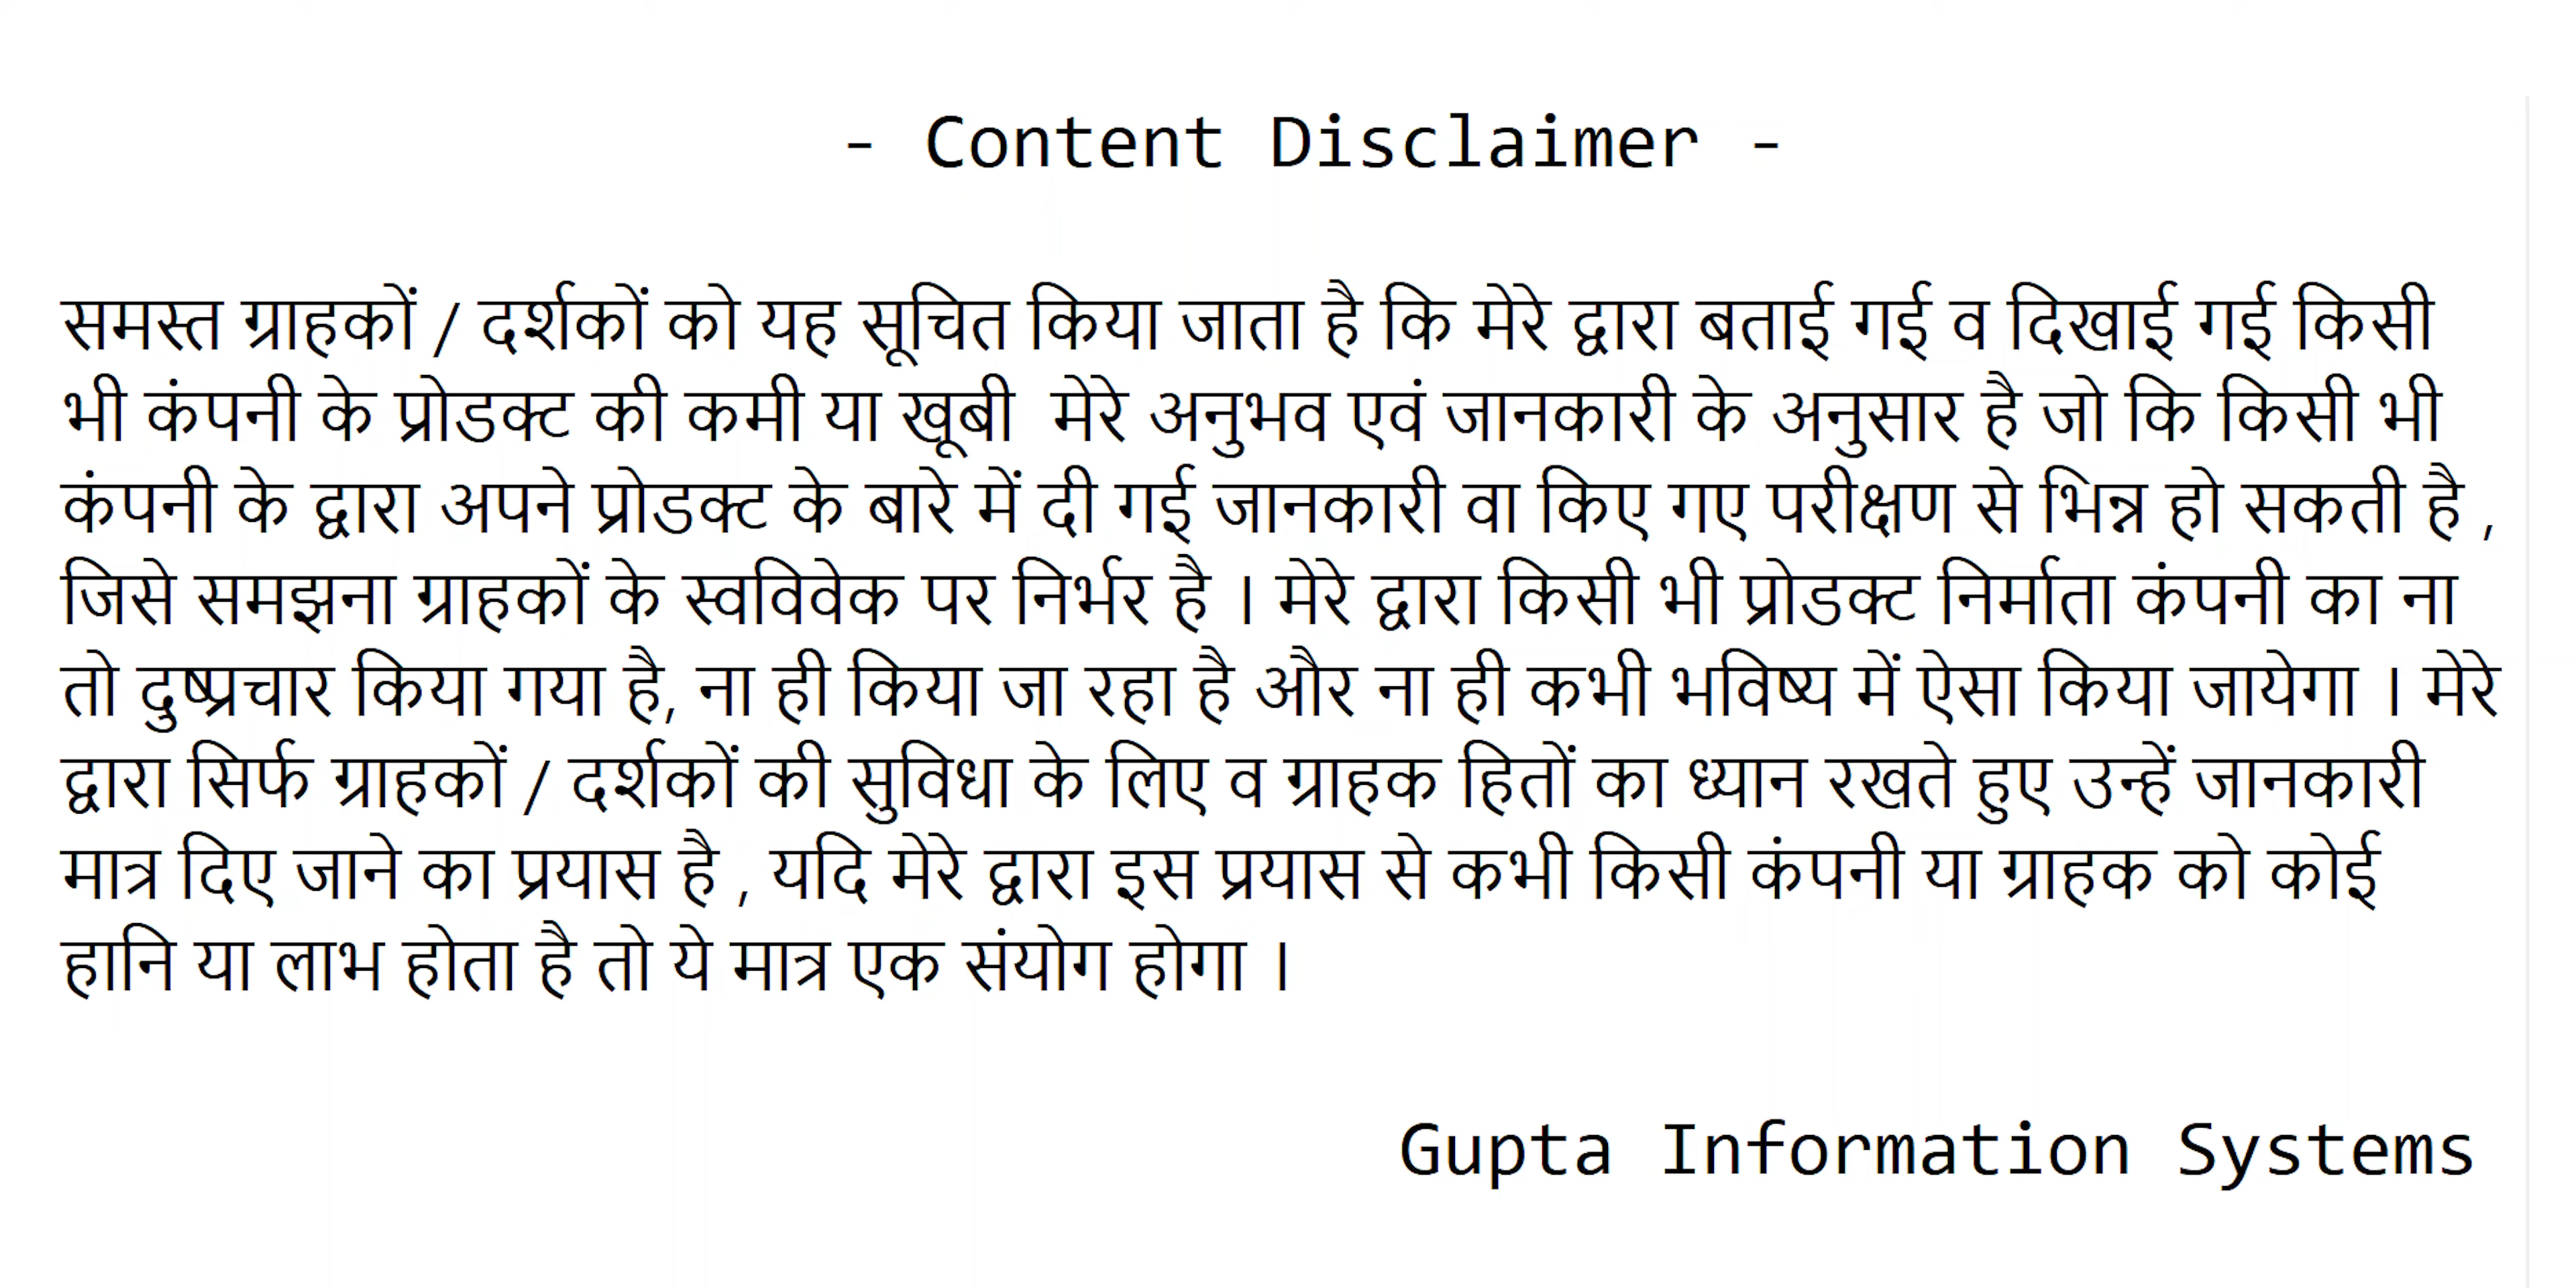 - Content Disclaimer -
समस्त ग्राहकों / दर्शकों को यह सूचित किया जाता है कि मेरे द्वारा बताई गई व दिखाई गई किसी
भी कंपनी के प्रोडक्ट की कमी या खूबी  मेरे अनुभव एवं जानकारी के अनुसार है जो कि किसी भी
कंपनी के द्वारा अपने प्रोडक्ट के बारे में दी गई जानकारी वा किए गए परीक्षण से भिन्न हो सकती है ,
जिसे समझना ग्राहकों के स्वविवेक पर निर्भर है । मेरे द्वारा किसी भी प्रोडक्ट निर्माता कंपनी का ना
तो दुष्प्रचार किया गया है, ना ही किया जा रहा है और ना ही कभी भविष्य में ऐसा किया जायेगा । मेरे
द्वारा सिर्फ ग्राहकों / दर्शकों की सुविधा के लिए व ग्राहक हितों का ध्यान रखते हुए उन्हें जानकारी
मात्र दिए जाने का प्रयास है , यदि मेरे द्वारा इस प्रयास से कभी किसी कंपनी या ग्राहक को कोई
हानि या लाभ होता है तो ये मात्र एक संयोग होगा ।
Gupta Information Systems